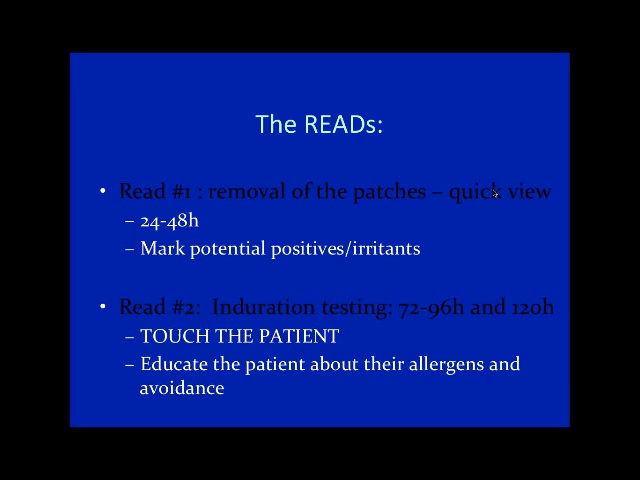 The READs:
• Read #1 : removal of the patches – quick view
– 24-48h
– Mark potential positives/irritants
• Read #2: Induration testing: 72-96h and 120h
– TOUCH THE PATIENT
– Educate the patient about their allergens and
avoidance